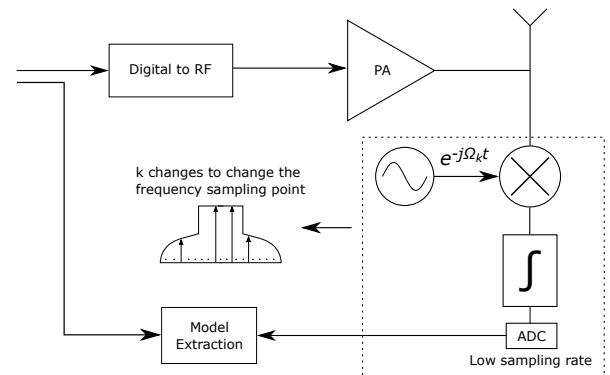 Digital to RF
PA
k changes to change the
frequency sampling point
e^{-jΩ_k t}
∫
Model
Extraction
ADC
Low sampling rate